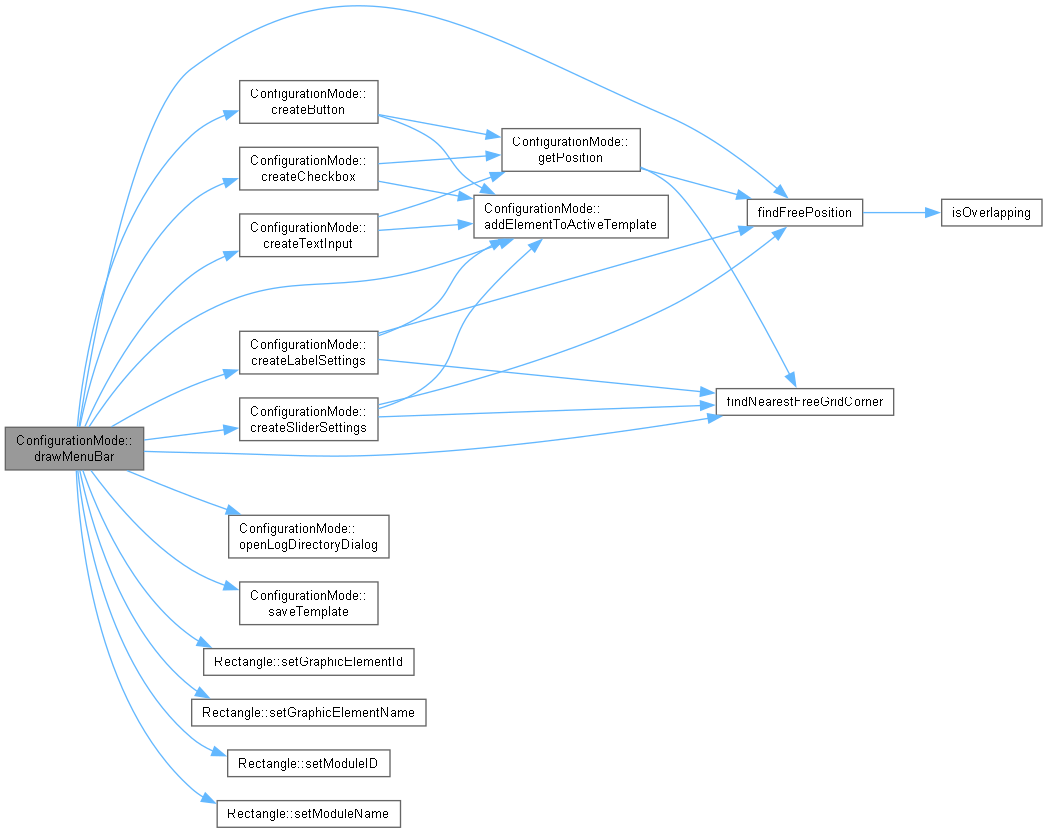 ConfigurationMode::
createButton
ConfigurationMode::
getPosition
ConfigurationMode::
createCheckbox
ConfigurationMode::
addElementToActiveTemplate
findFreePosition
isOverlapping
ConfigurationMode::
createTextInput
ConfigurationMode::
createLabelSettings
findNearestFreeGridCorner
ConfigurationMode::
createSliderSettings
ConfigurationMode::
drawMenuBar
ConfigurationMode::
openLogDirectoryDialog
ConfigurationMode::
saveTemplate
Rectangle::setGraphicElementId
Rectangle::setGraphicElementName
Rectangle::setModuleID
Rectangle::setModuleName